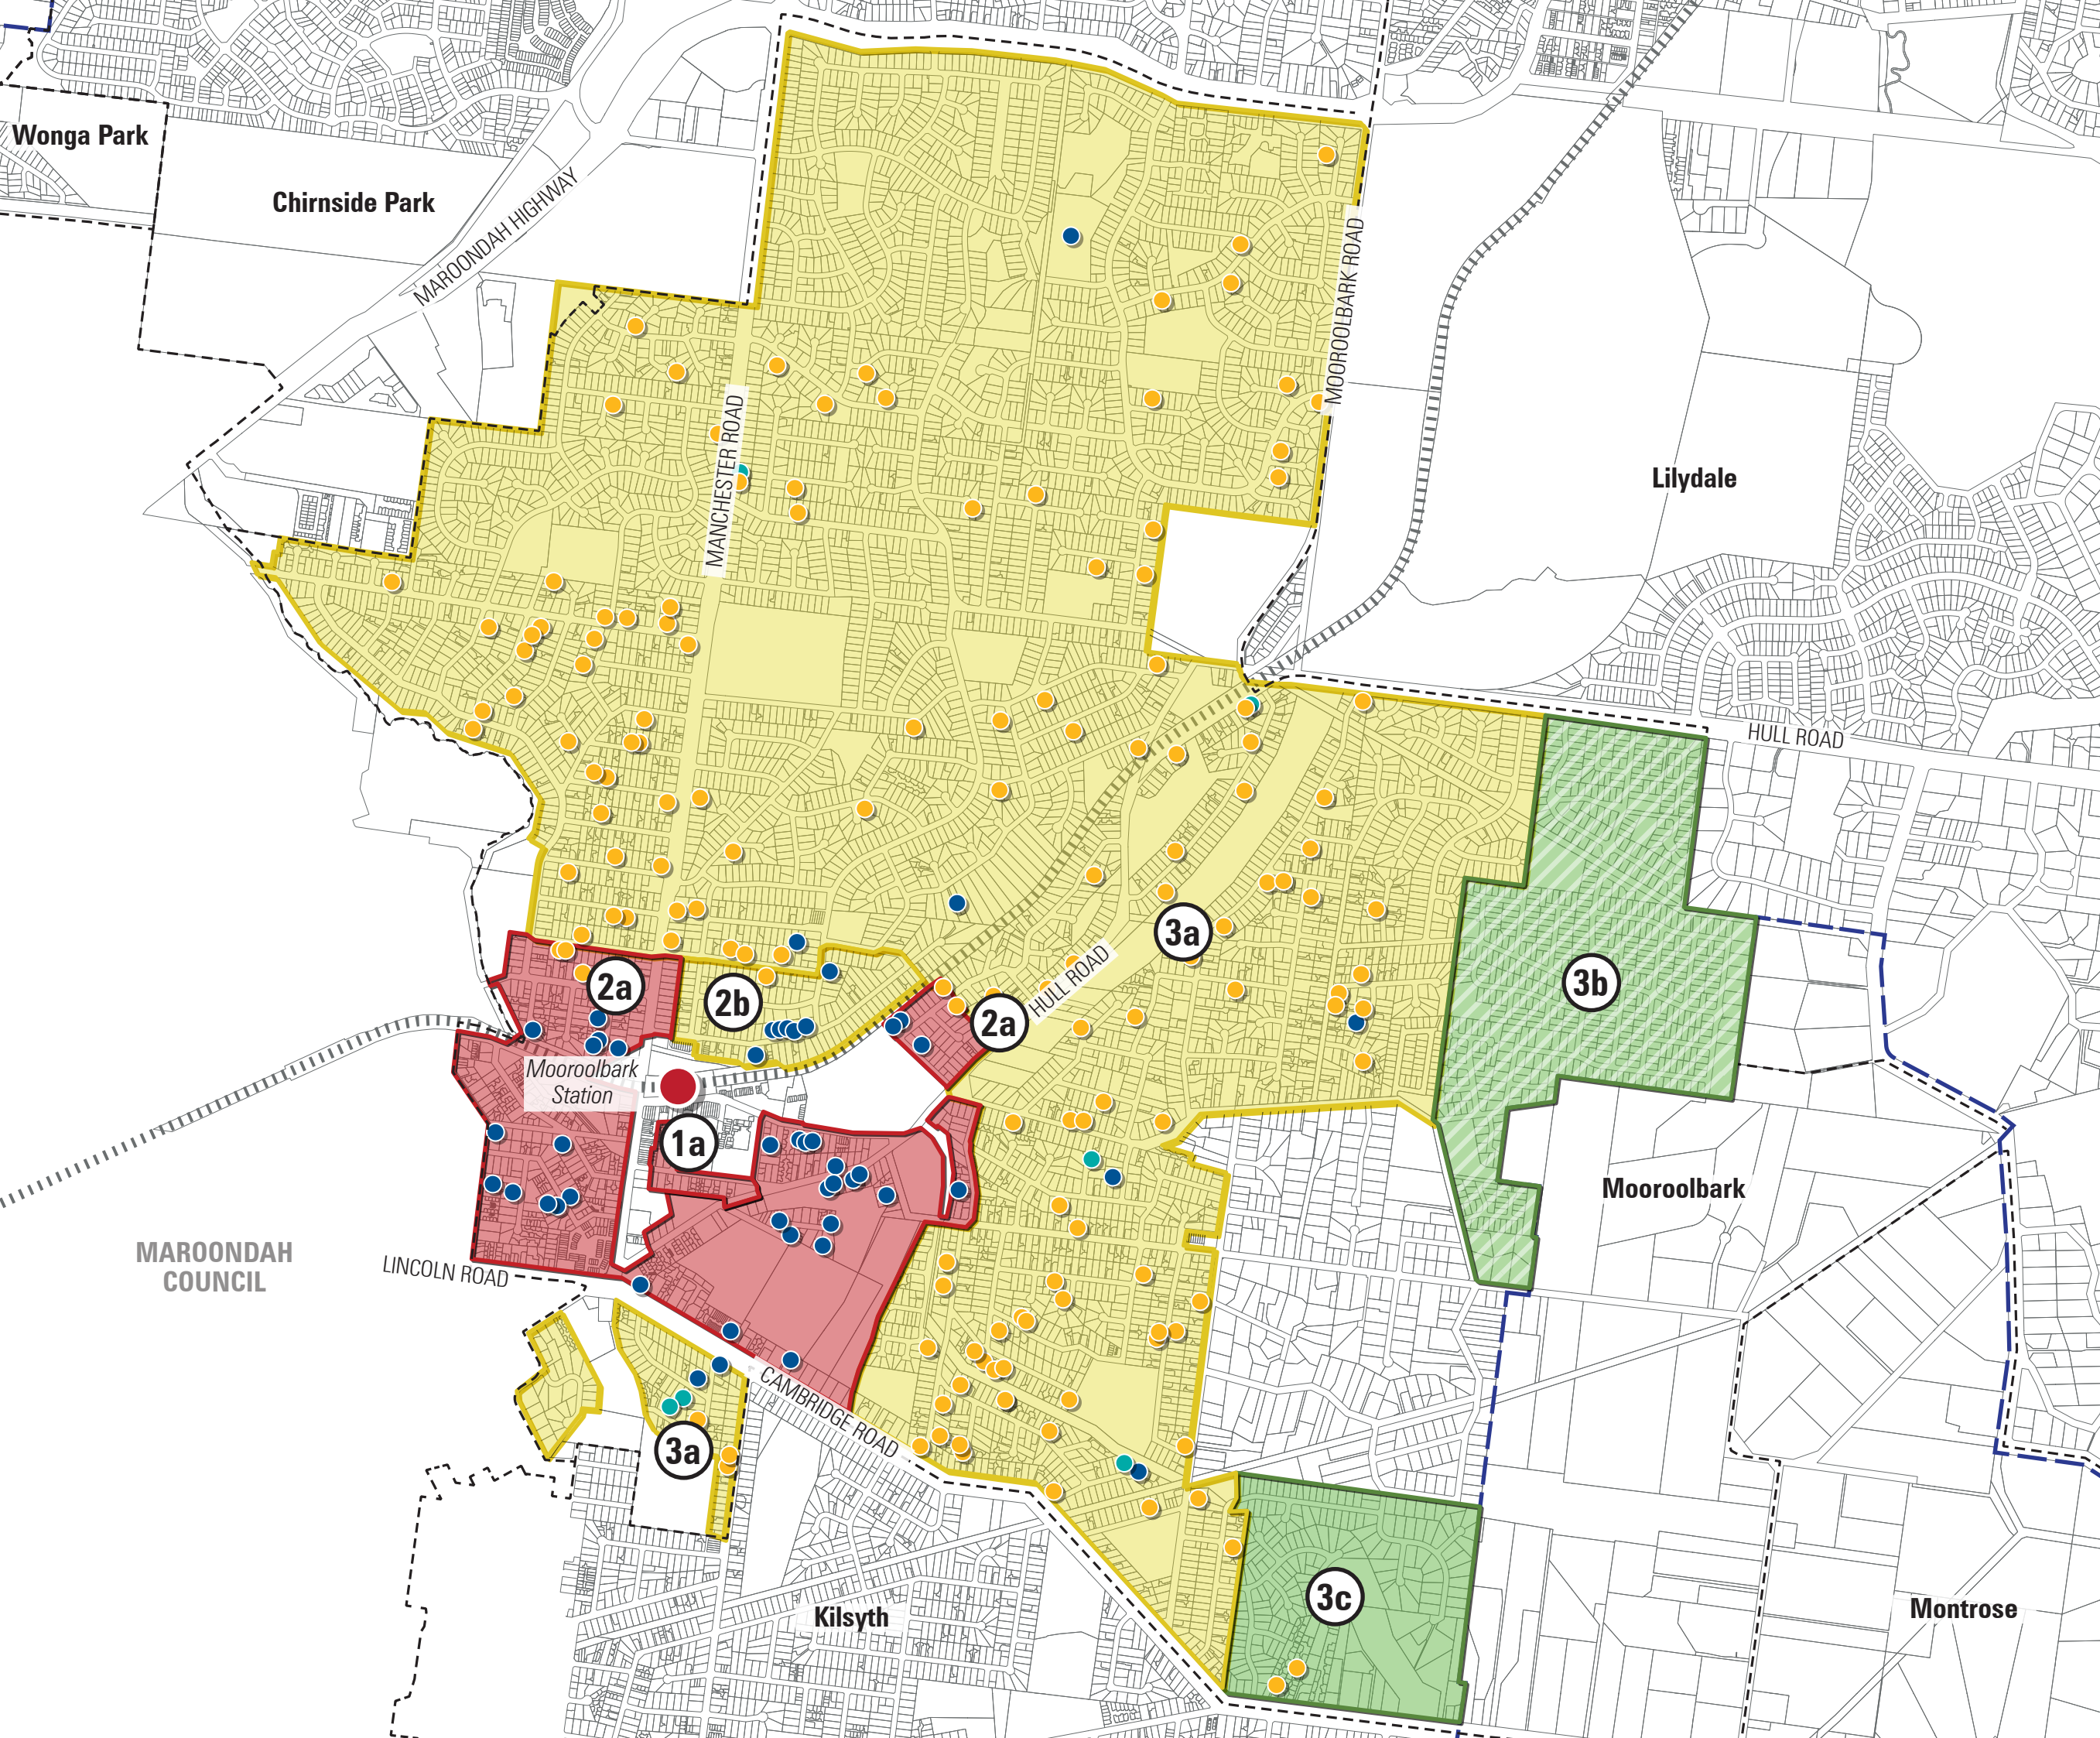 Wonga Park
Chirnside Park
MAROONDAH HIGHWAY
MOOROOLBARK ROAD
MANCHESTER ROAD
Lilydale
HULL ROAD
3a
HULL ROAD
3b
2a
2b
2a
Mooroolbark
Station
1a
Mooroolbark
MAROONDAH
COUNCIL
LINCOLN ROAD
CAMBRIDGE ROAD
3a
3c
Kilsyth
Montrose